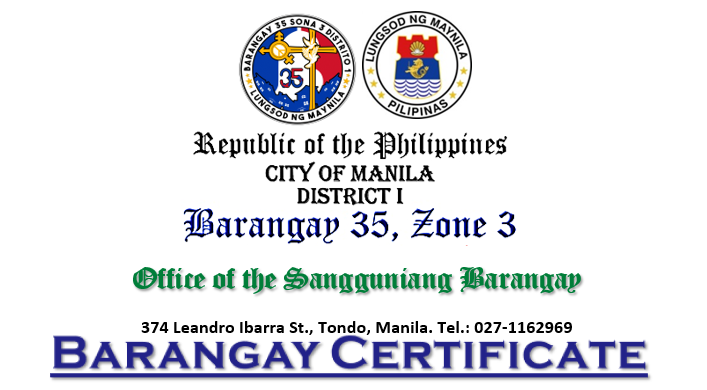 BARANGAY 35 SONA 3 DISTRITO 1
35
LUNGSOD NG MAYNILA
LUNGSOD NG MAYNILA
PILIPINAS
Republic of the Philippines
CITY OF MANILA
DISTRICT I
Barangay 35, Zone 3
Office of the Sangguniang Barangay
374 Leandro Ibarra St., Tondo, Manila. Tel.: 027-1162969
BARANGAY CERTIFICATE